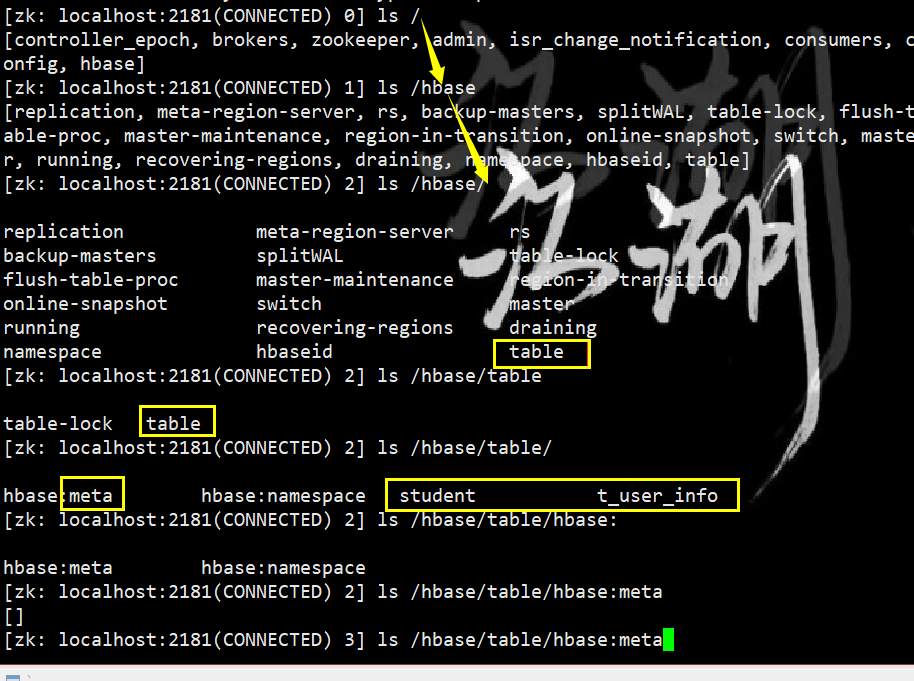 [zk: localhost:2181(CONNECTED) 0] ls /
[controller_epoch, brokers, zookeeper, admin, isr_change_notification, consumers, c
onfig, hbase]
[zk: localhost:2181(CONNECTED) 1] ls /hbase
[replication, meta-region-server, rs, backup-masters, splitWAL, table-lock, flush-t
able-proc, master-maintenance, region-in-transition, online-snapshot, switch, maste
r, running, recovering-regions, draining, namespace, hbaseid, table]
[zk: localhost:2181(CONNECTED) 2] ls /hbase/
replication meta-region-server rs
backup-masters splitWAL table-lock
flush-table-proc master-maintenance region-in-transition
online-snapshot switch master
running recovering-regions draining
namespace hbaseid table
[zk: localhost:2181(CONNECTED) 2] ls /hbase/table
table-lock table
[zk: localhost:2181(CONNECTED) 2] ls /hbase/table/
hbase:meta hbase:namespace student t_user_info
[zk: localhost:2181(CONNECTED) 2] ls /hbase/table/hbase:
hbase:meta hbase:namespace
[zk: localhost:2181(CONNECTED) 2] ls /hbase/table/hbase:meta
[]
[zk: localhost:2181(CONNECTED) 3] ls /hbase/table/hbase:meta
江湖